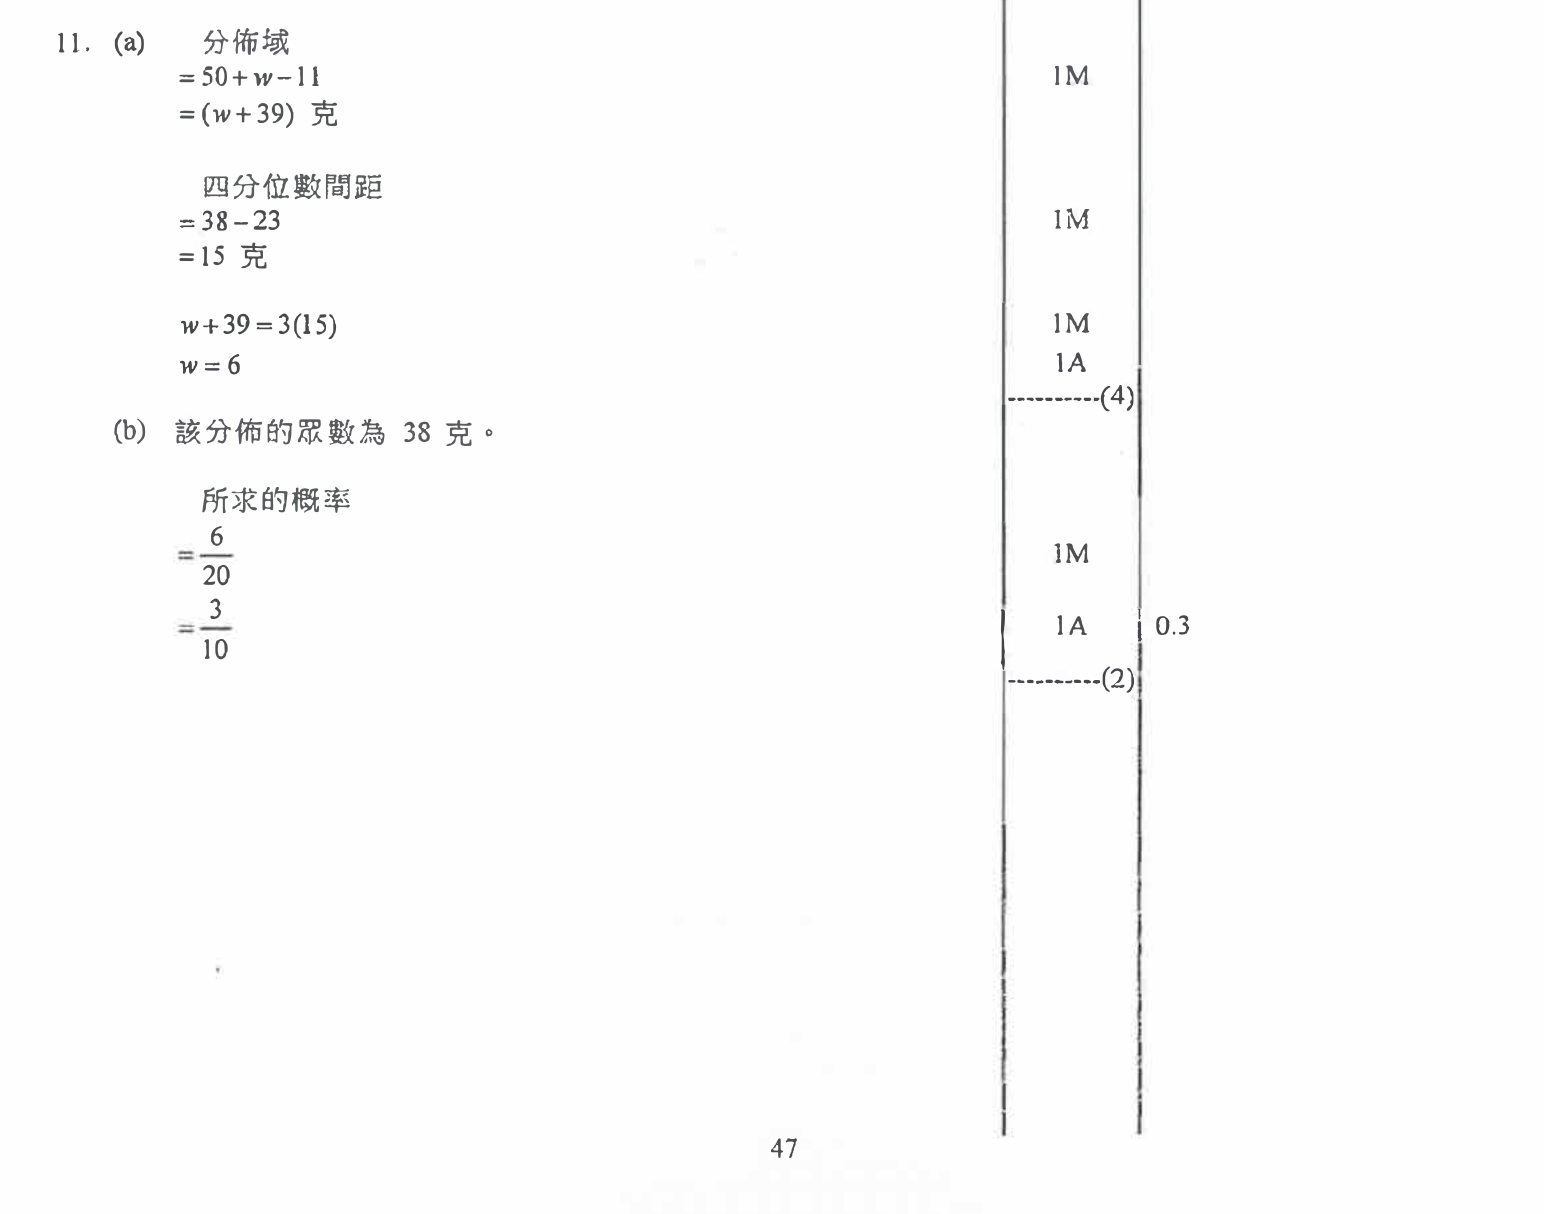 11. (a) 分佈域
= 50 + w − 11 1M
= (w + 39) 克
四分位數間距
= 38 − 23 1M
= 15 克
w + 39 = 3(15) 1M
w = 6 1A
----------(4)
(b) 該分佈的眾數為 38 克。
所求的概率
= 6/20 1M
= 3/10 1A 0.3
----------(2)
47